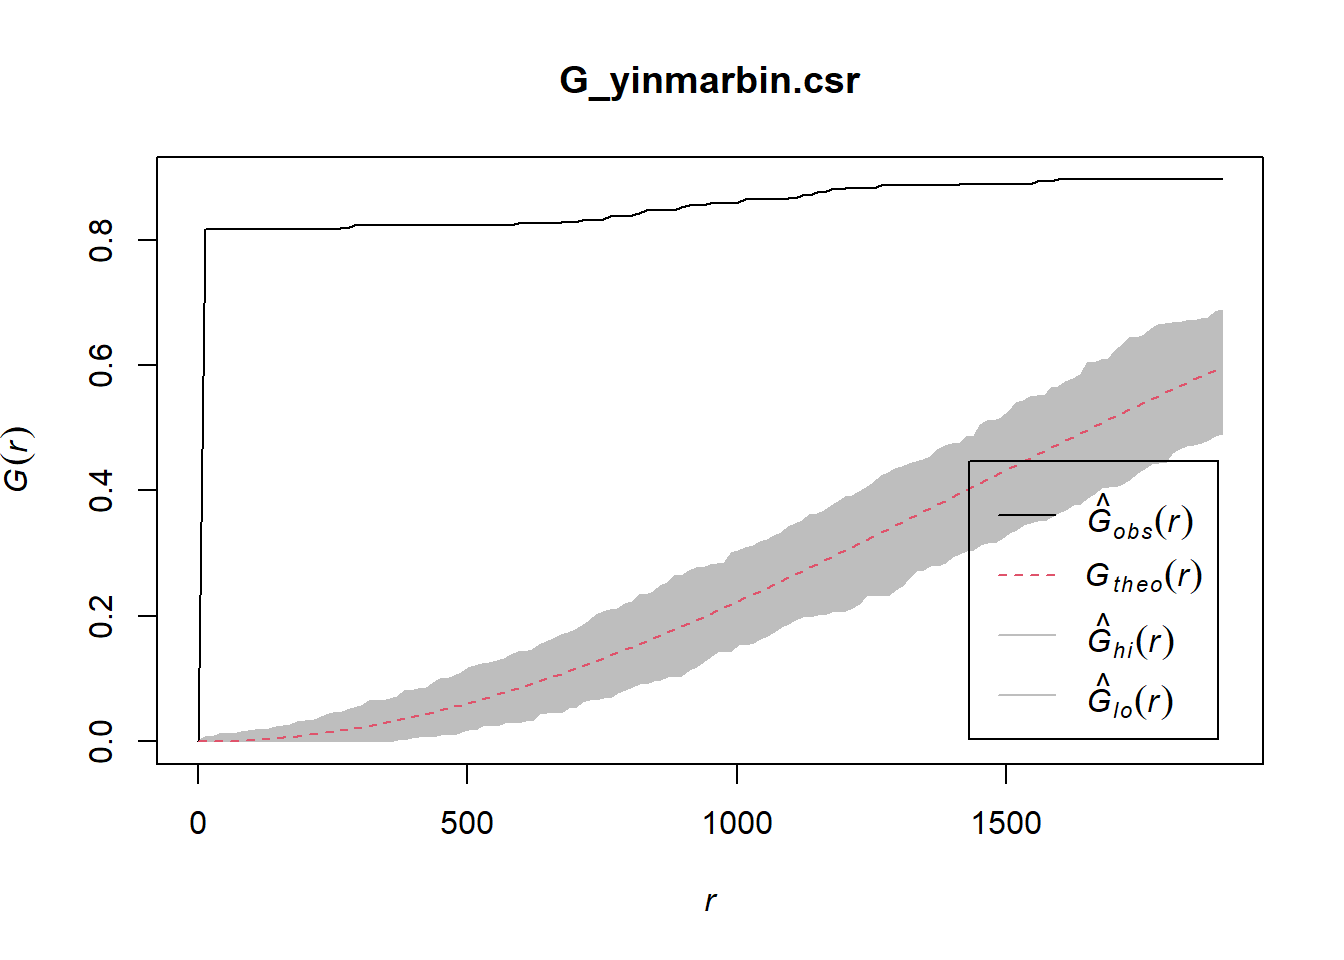 G_yinmarbin.csr
G(r)
0.8
0.6
0.4
0.2
0.0
Ĝobs(r)
Gtheo(r)
Ĝhi(r)
Ĝlo(r)
0 500 1000 1500
r